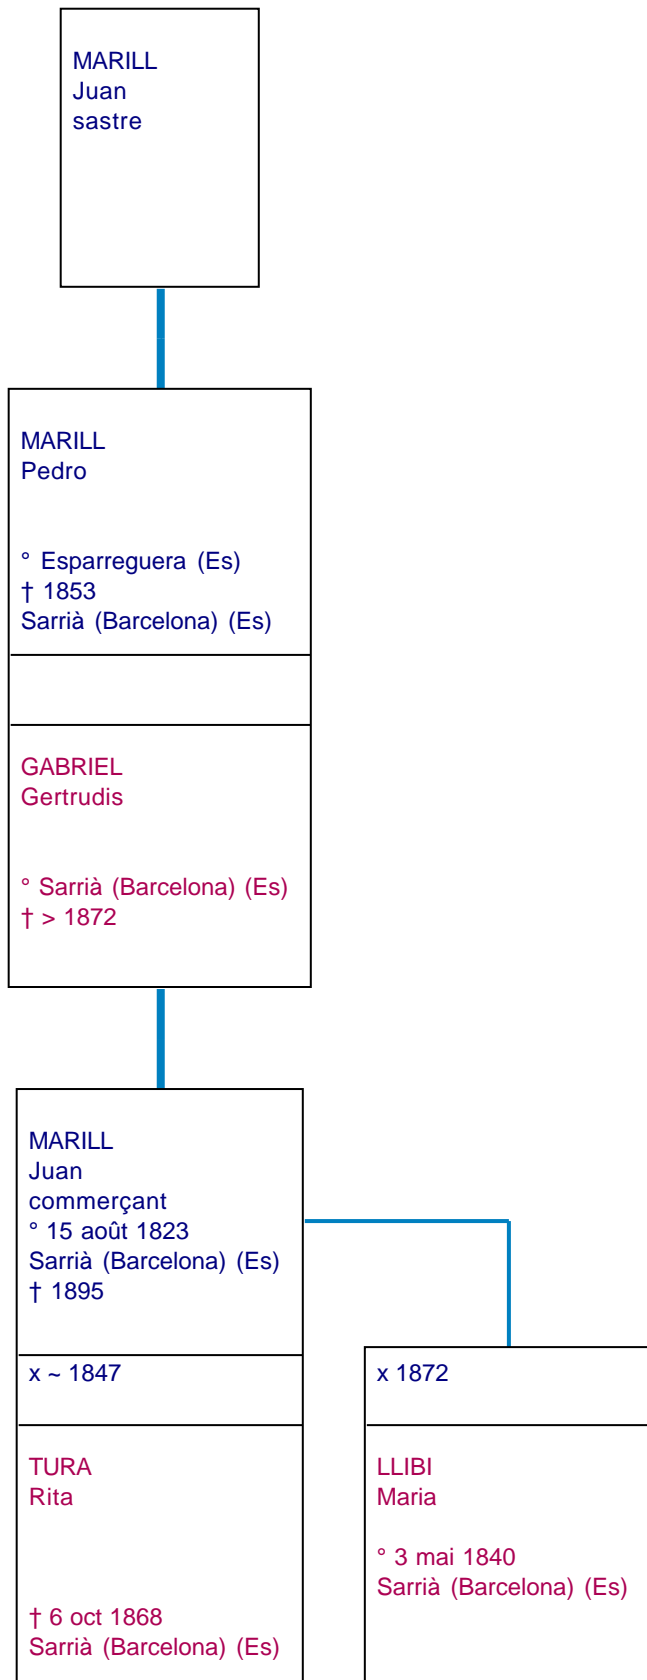 MARILL
Juan
sastre
MARILL
Pedro
° Esparreguera (Es)
† 1853
Sarrià (Barcelona) (Es)
GABRIEL
Gertrudis
° Sarrià (Barcelona) (Es)
† > 1872
MARILL
Juan
commerçant
° 15 août 1823
Sarrià (Barcelona) (Es)
† 1895
x ~ 1847
TURA
Rita
† 6 oct 1868
Sarrià (Barcelona) (Es)
x 1872
LLIBI
Maria
° 3 mai 1840
Sarrià (Barcelona) (Es)